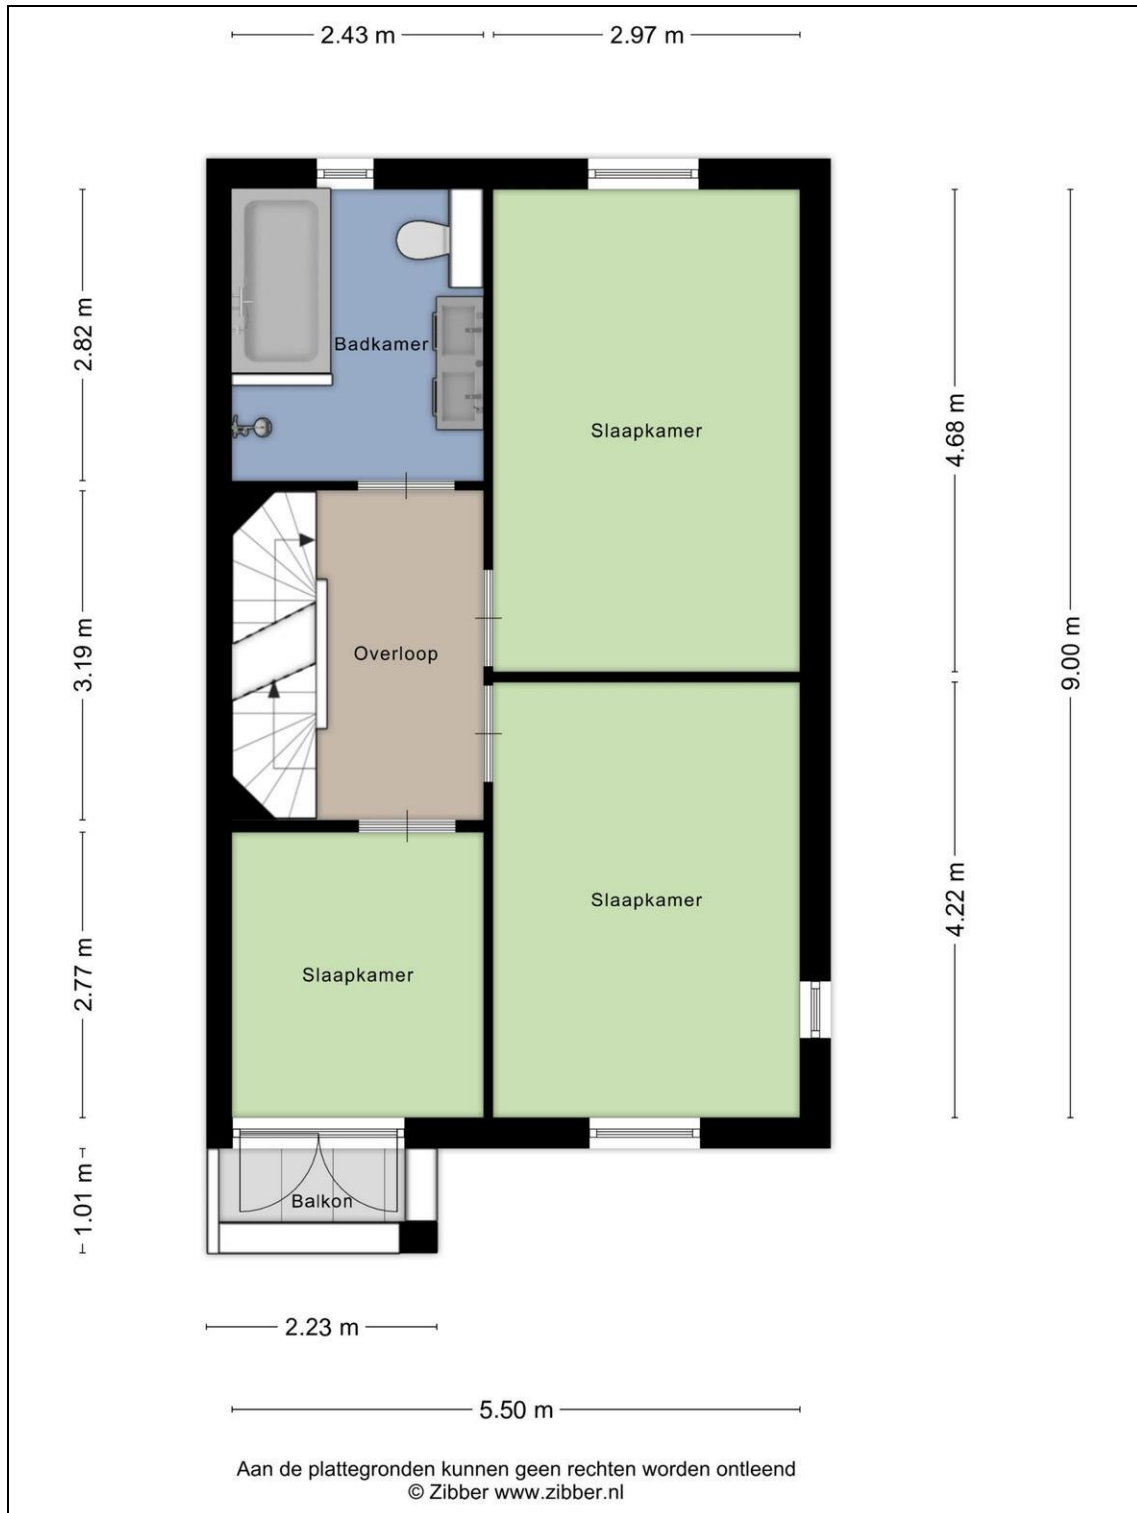 2.43 m
2.97 m
2.82 m
Badkamer
Slaapkamer
4.68 m
3.19 m
Overloop
9.00 m
Slaapkamer
4.22 m
2.77 m
Slaapkamer
1.01 m
Balkon
2.23 m
5.50 m
Aan de plattegronden kunnen geen rechten worden ontleend
© Zibber www.zibber.nl